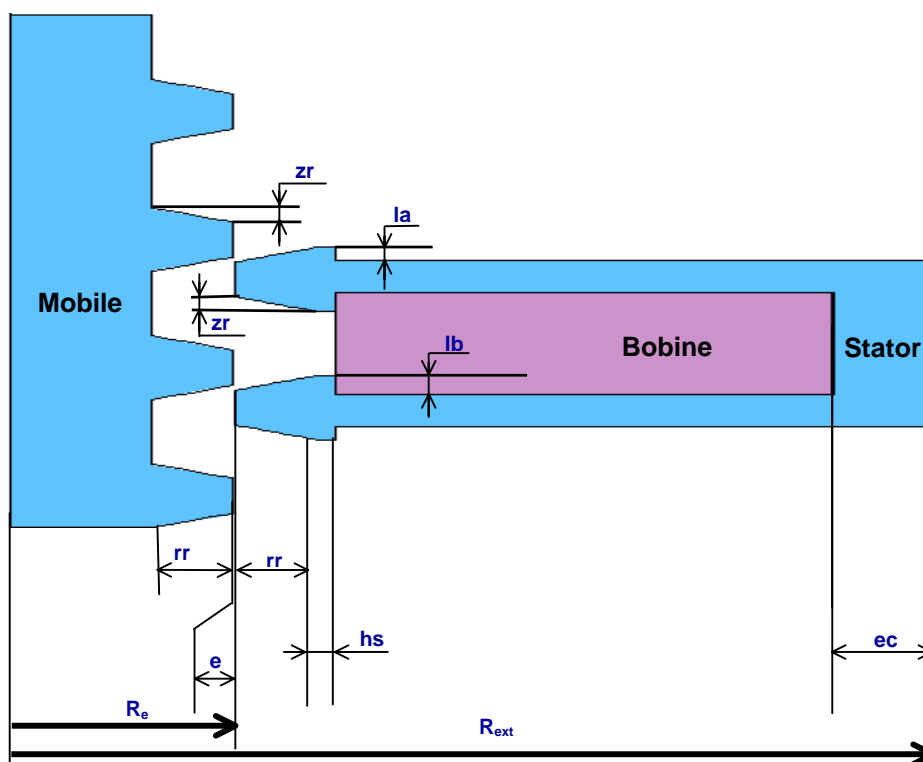 zr
la
Mobile
zr
lb
Bobine
Stator
rr
rr
hs
e
ec
Re
Rext